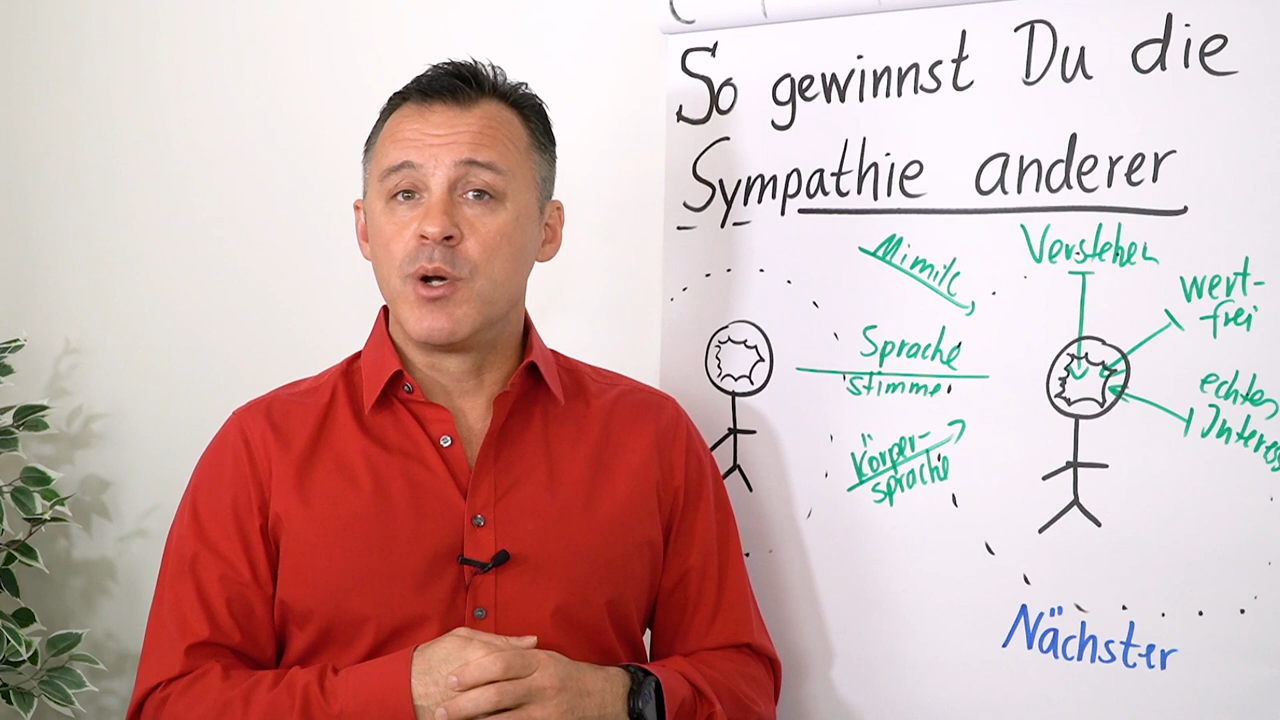 So gewinnst Du die
Sympathie anderer
Mimik
Sprache
Stimme
Körper-
sprache
Verstehen
wert-
frei
echtes
Interes
Nächster